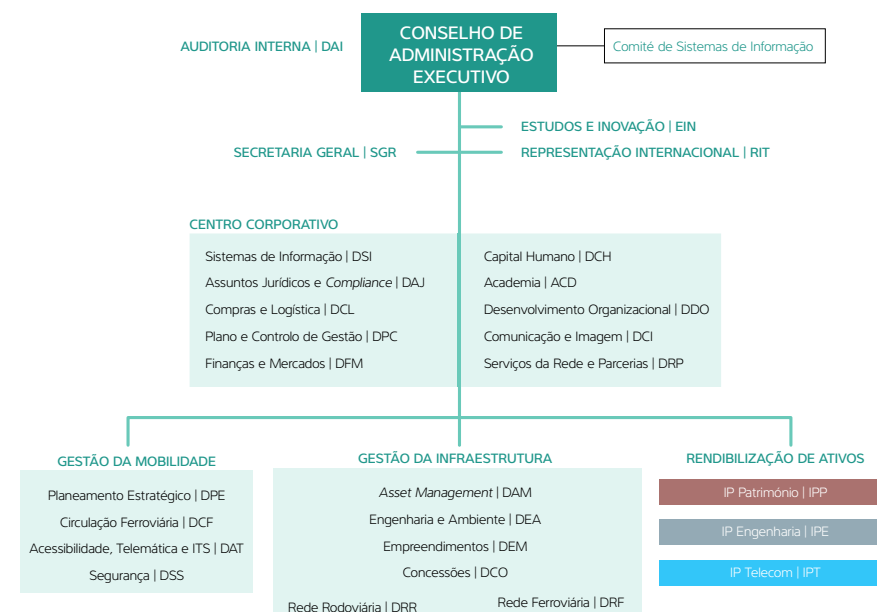 AUDITORIA INTERNA | DAI
CONSELHO DE
ADMINISTRAÇÃO
EXECUTIVO
Comité de Sistemas de Informação
ESTUDOS E INOVAÇÃO | EIN
SECRETARIA GERAL | SGR
REPRESENTAÇÃO INTERNACIONAL | RIT
CENTRO CORPORATIVO
Sistemas de Informação | DSI
Assuntos Jurídicos e Compliance | DAJ
Compras e Logística | DCL
Plano e Controlo de Gestão | DPC
Finanças e Mercados | DFM
Capital Humano | DCH
Academia | ACD
Desenvolvimento Organizacional | DDO
Comunicação e Imagem | DCI
Serviços da Rede e Parcerias | DRP
GESTÃO DA MOBILIDADE
Planeamento Estratégico | DPE
Circulação Ferroviária | DCF
Acessibilidade, Telemática e ITS | DAT
Segurança | DSS
GESTÃO DA INFRAESTRUTURA
Asset Management | DAM
Engenharia e Ambiente | DEA
Empreendimentos | DEM
Concessões | DCO
Rede Rodoviária | DRR
Rede Ferroviária | DRF
RENDIBILIZAÇÃO DE ATIVOS
IP Património | IPP
IP Engenharia | IPE
IP Telecom | IPT